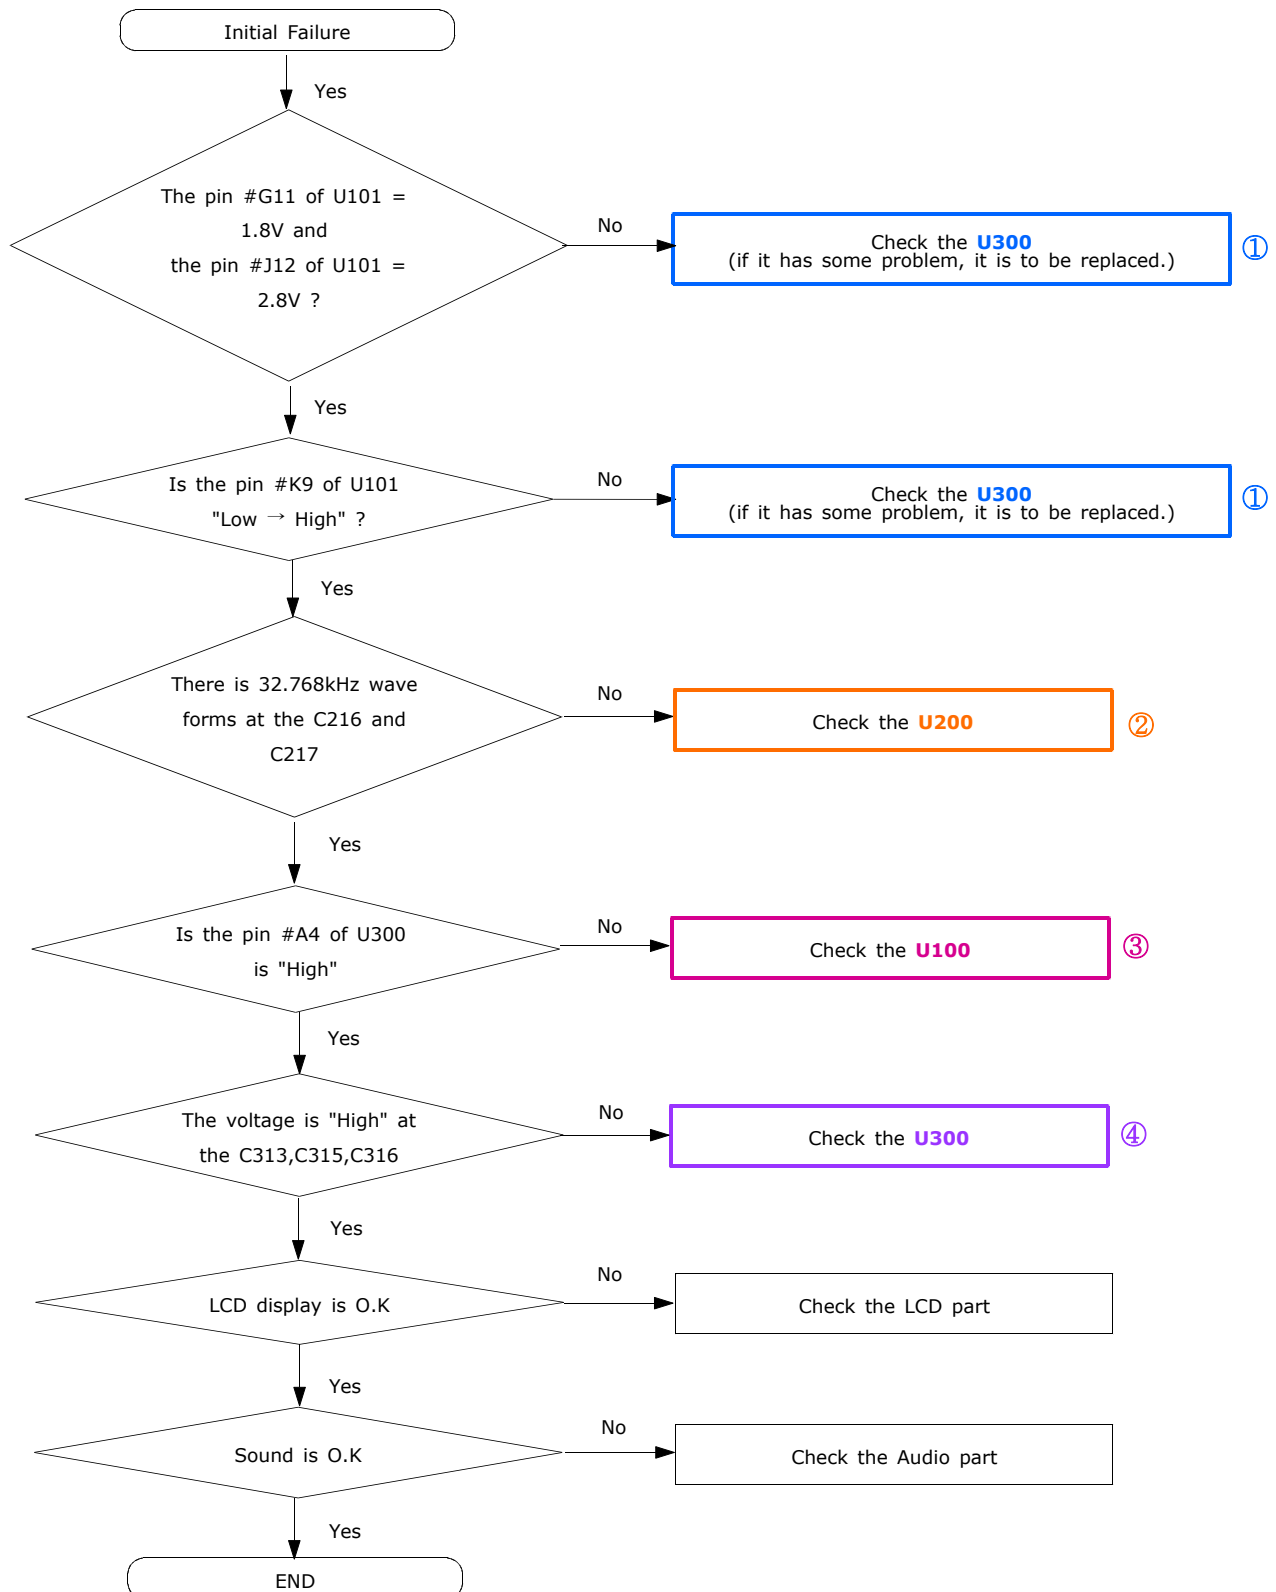 Initial Failure
Yes
The pin #G11 of U101 =
1.8V and
the pin #J12 of U101 =
2.8V ?
No
Check the U300
(if it has some problem, it is to be replaced.)
①
Yes
Is the pin #K9 of U101
"Low → High" ?
No
Check the U300
(if it has some problem, it is to be replaced.)
①
Yes
There is 32.768kHz wave
forms at the C216 and
C217
No
Check the U200
②
Yes
Is the pin #A4 of U300
is "High"
No
Check the U100
③
Yes
The voltage is "High" at
the C313,C315,C316
No
Check the U300
④
Yes
LCD display is O.K
No
Check the LCD part
Yes
Sound is O.K
No
Check the Audio part
Yes
END